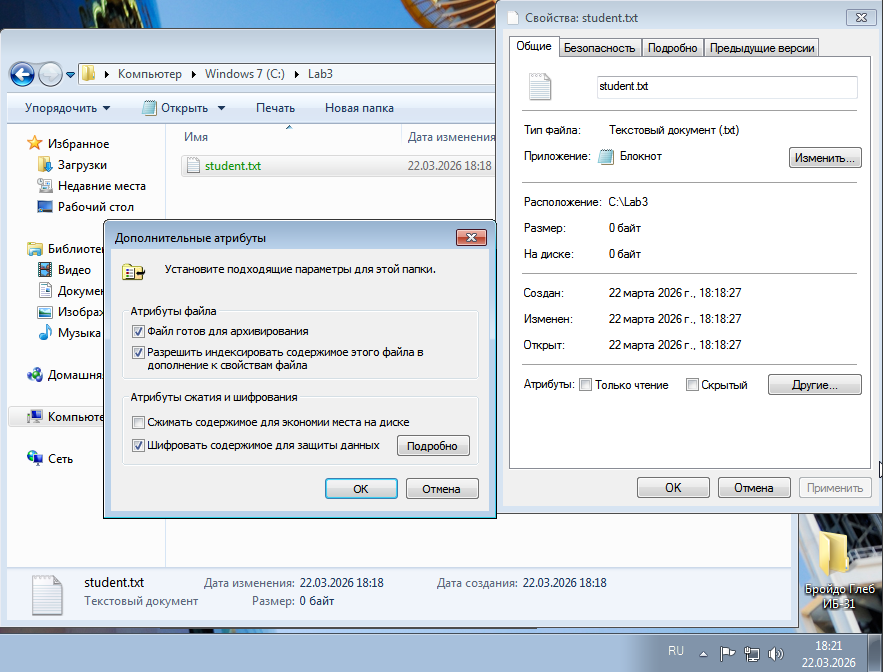 Свойства: student.txt
Общие Безопасность Подробно Предыдущие версии
student.txt
Тип файла: Текстовый документ (.txt)
Приложение: Блокнот Изменить...
Расположение: C:\Lab3
Размер: 0 байт
На диске: 0 байт
Создан: 22 марта 2026 г., 18:18:27
Изменен: 22 марта 2026 г., 18:18:27
Открыт: 22 марта 2026 г., 18:18:27
Атрибуты: Только чтение Скрытый Другие...
ОК Отмена Применить
Компьютер Windows 7 (C:) Lab3
Упорядочить Открыть Печать Новая папка
Имя Дата изменения
student.txt 22.03.2026 18:18
Избранное
Загрузки
Недавние места
Рабочий стол
Библиоте
Видео
Докумен
Изображ
Музыка
Домашня
Компьюте
Сеть
Дополнительные атрибуты
Установите подходящие параметры для этой папки.
Атрибуты файла
Файл готов для архивирования
Разрешить индексировать содержимое этого файла в
дополнение к свойствам файла
Атрибуты сжатия и шифрования
Сжимать содержимое для экономии места на диске
Шифровать содержимое для защиты данных Подробно
ОК Отмена
student.txt Дата изменения: 22.03.2026 18:18 Дата создания: 22.03.2026 18:18
Текстовый документ Размер: 0 байт
Бройдо Глеб
ИБ-31
RU 18:21
22.03.2026